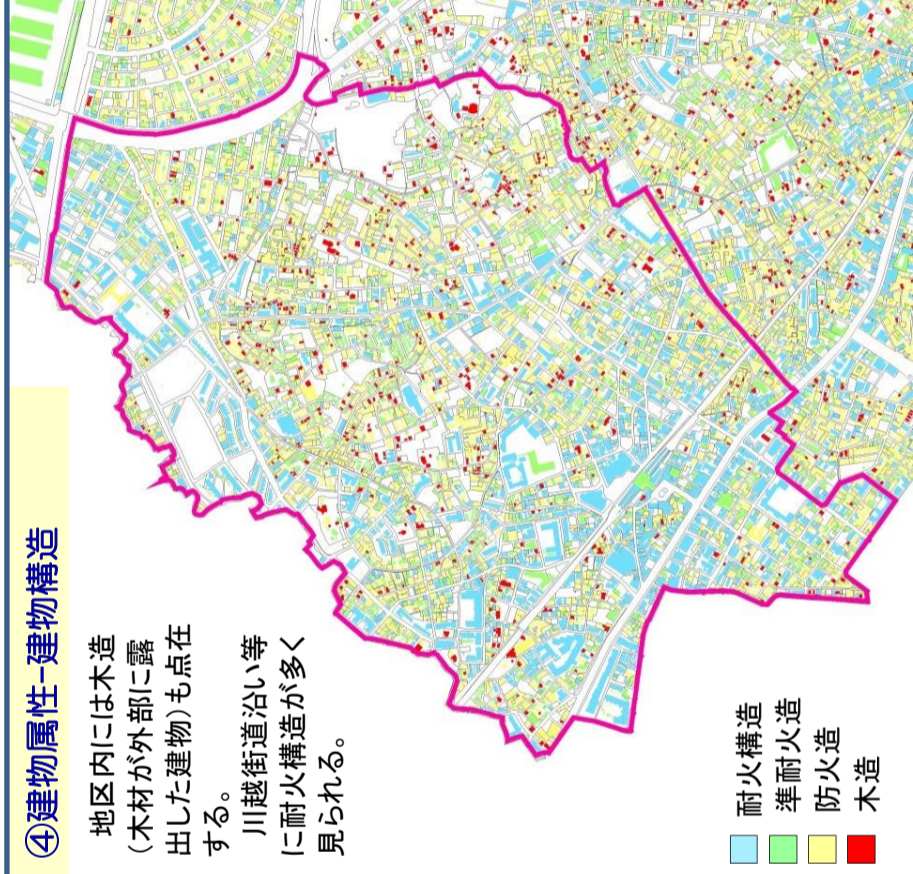 ④建物属性-建物構造
地区内には木造
(木材が外部に露
出した建物)も点在
する。
川越街道沿い等
に耐火構造が多く
見られる。
耐火構造
準耐火造
防火造
木造